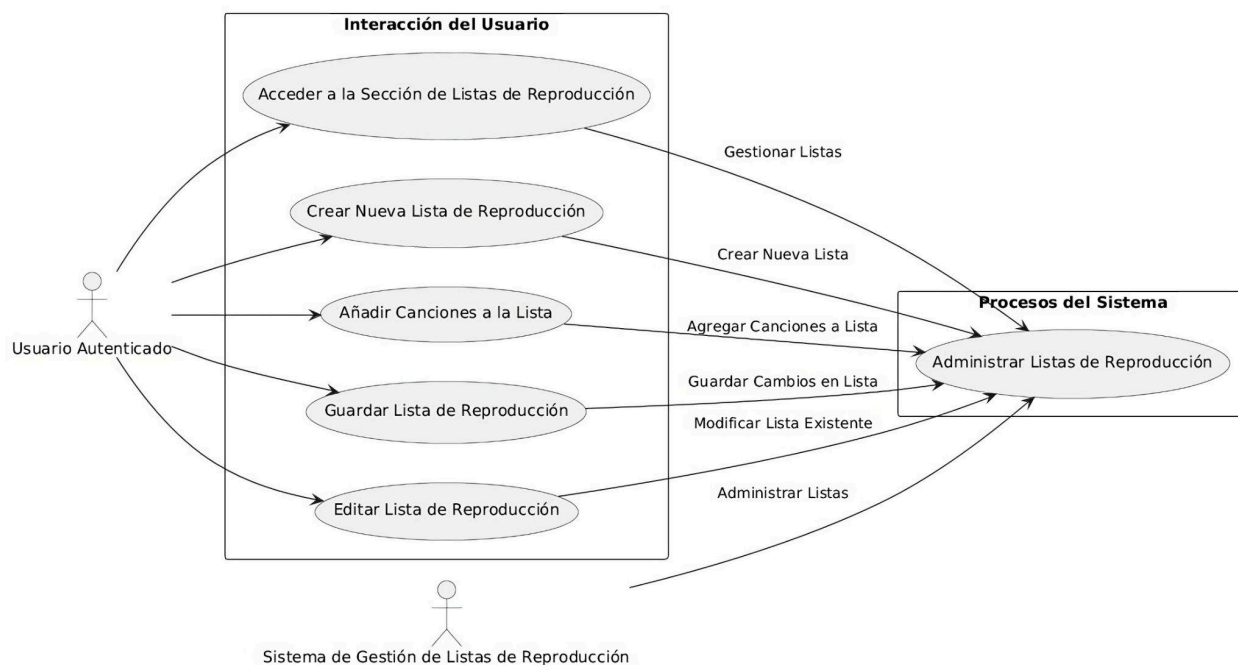 Interacción del Usuario
Acceder a la Sección de Listas de Reproducción
Gestionar Listas
Crear Nueva Lista de Reproducción
Crear Nueva Lista
Procesos del Sistema
Añadir Canciones a la Lista
Agregar Canciones a Lista
Usuario Autenticado
Administrar Listas de Reproducción
Guardar Cambios en Lista
Guardar Lista de Reproducción
Modificar Lista Existente
Administrar Listas
Editar Lista de Reproducción
Sistema de Gestión de Listas de Reproducción